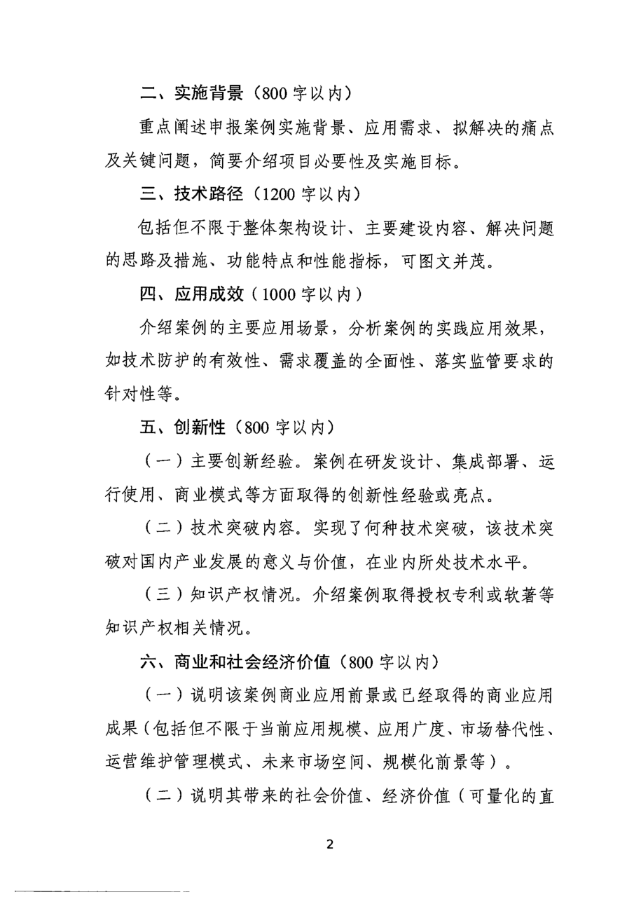 二、实施背景（800 字以内）
重点阐述申报案例实施背景、应用需求、拟解决的痛点
及关键问题，简要介绍项目必要性及实施目标。
三、技术路径（1200 字以内）
包括但不限于整体架构设计、主要建设内容、解决问题
的思路及措施、功能特点和性能指标，可图文并茂。
四、应用成效（1000 字以内）
介绍案例的主要应用场景，分析案例的实践应用效果，
如技术防护的有效性、需求覆盖的全面性、落实监管要求的
针对性等。
五、创新性（800 字以内）
（一）主要创新经验。案例在研发设计、集成部署、运
行使用、商业模式等方面取得的创新性经验或亮点。
（二）技术突破内容。实现了何种技术突破，该技术突
破对国内产业发展的意义与价值，在业内所处技术水平。
（三）知识产权情况。介绍案例取得授权专利或软著等
知识产权相关情况。
六、商业和社会经济价值（800 字以内）
（一）说明该案例商业应用前景或已经取得的商业应用
成果（包括但不限于当前应用规模、应用广度、市场替代性、
运营维护管理模式、未来市场空间、规模化前景等）。
（二）说明其带来的社会价值、经济价值（可量化的直
2